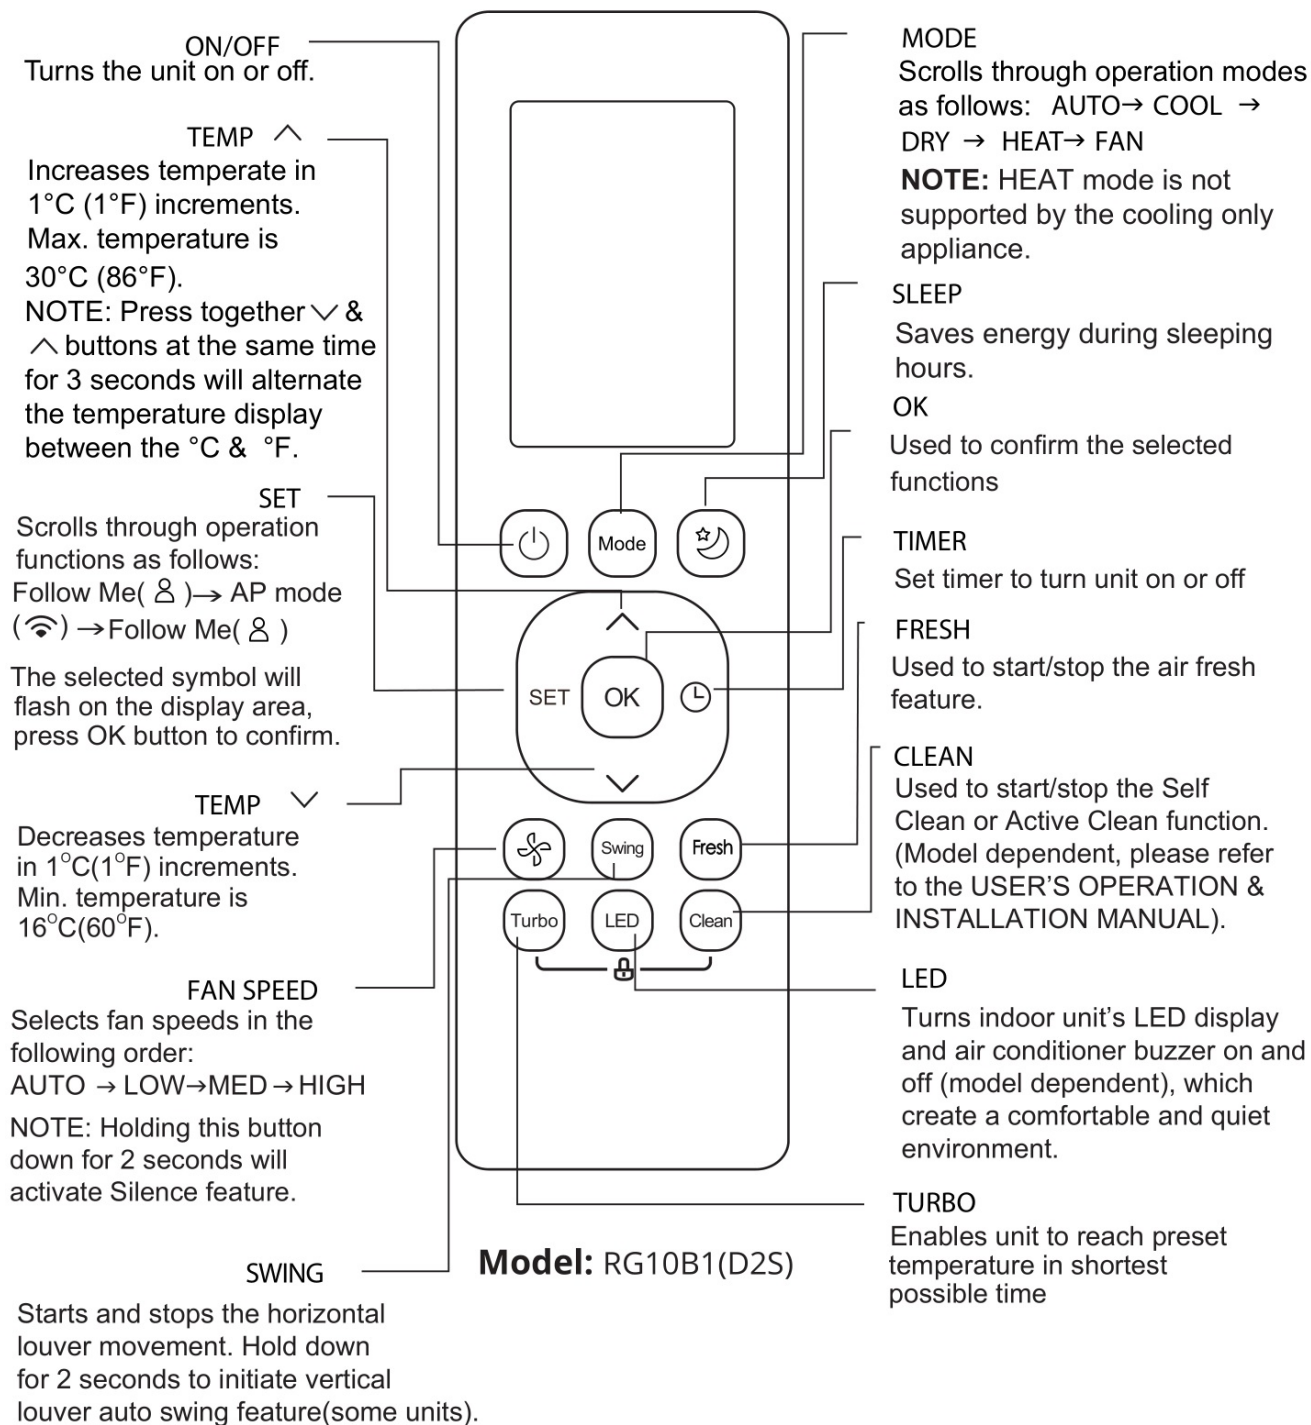 ON/OFF
Turns the unit on or off.
TEMP ︿
Increases temperate in
1°C (1°F) increments.
Max. temperature is
30°C (86°F).
NOTE: Press together ﹀ &
︿ buttons at the same time
for 3 seconds will alternate
the temperature display
between the °C & °F.
SET
Scrolls through operation
functions as follows:
Follow Me( )→ AP mode
( ) →Follow Me( )
The selected symbol will
flash on the display area,
press OK button to confirm.
TEMP ﹀
Decreases temperature
in 1°C(1°F) increments.
Min. temperature is
16°C(60°F).
FAN SPEED
Selects fan speeds in the
following order:
AUTO → LOW→MED→HIGH
NOTE: Holding this button
down for 2 seconds will
activate Silence feature.
SWING
Starts and stops the horizontal
louver movement. Hold down
for 2 seconds to initiate vertical
louver auto swing feature(some units).
Mode
SET
OK
Swing
Fresh
Turbo
LED
Clean
Model: RG10B1(D2S)
MODE
Scrolls through operation modes
as follows: AUTO→ COOL →
DRY → HEAT→ FAN
NOTE: HEAT mode is not
supported by the cooling only
appliance.
SLEEP
Saves energy during sleeping
hours.
OK
Used to confirm the selected
functions
TIMER
Set timer to turn unit on or off
FRESH
Used to start/stop the air fresh
feature.
CLEAN
Used to start/stop the Self
Clean or Active Clean function.
(Model dependent, please refer
to the USER'S OPERATION &
INSTALLATION MANUAL).
LED
Turns indoor unit's LED display
and air conditioner buzzer on and
off (model dependent), which
create a comfortable and quiet
environment.
TURBO
Enables unit to reach preset
temperature in shortest
possible time